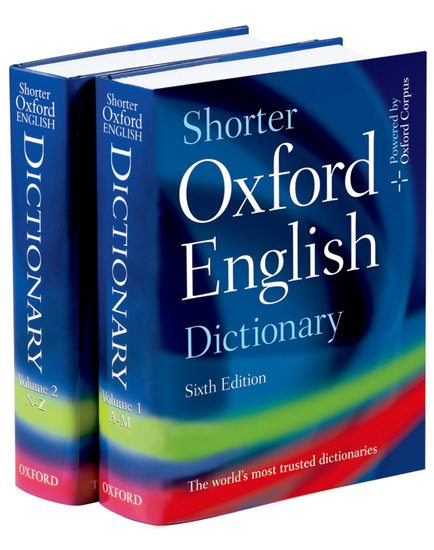 Shorter
Oxford
ENGLISH
DICTIONARY
Volume 2
N–Z
OXFORD
Shorter
Oxford
ENGLISH
DICTIONARY
Volume 1
A–M
OXFORD
Shorter
Oxford
English
Dictionary
Sixth Edition
Powered by
Oxford Corpus
The world's most trusted dictionaries